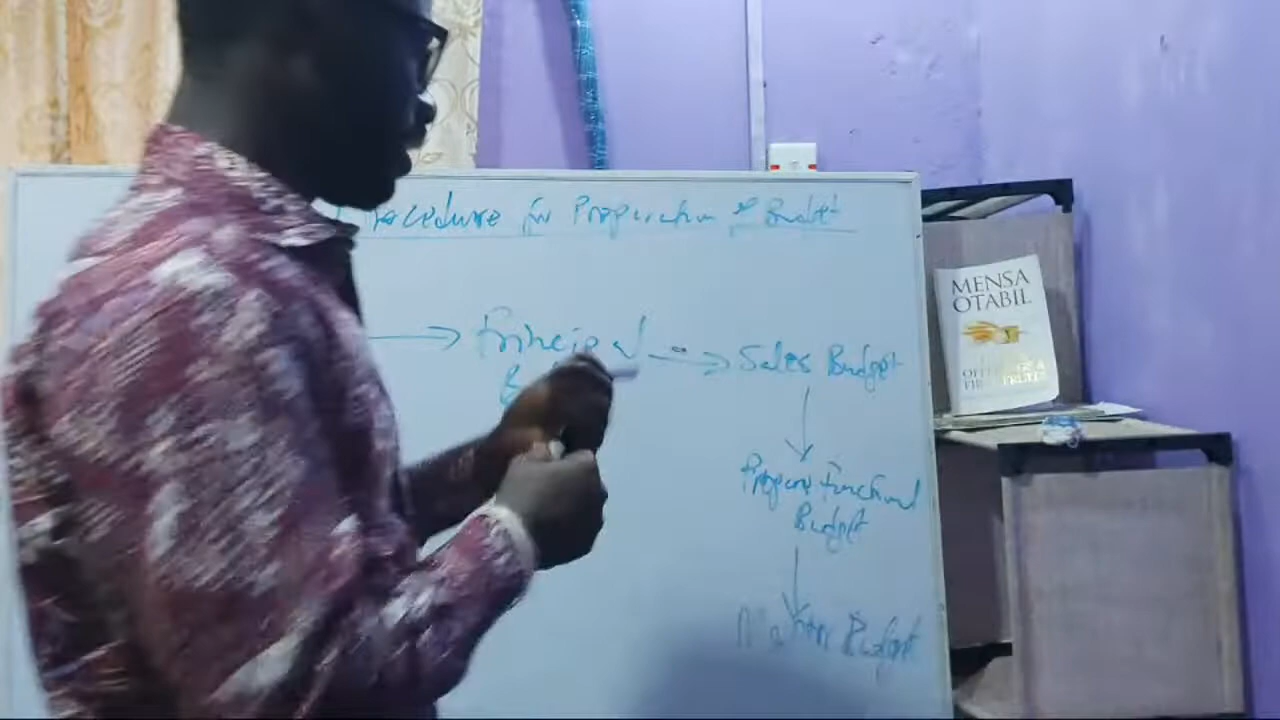 Procedure for Preparation of Budget
Principal
Sales Budget
Prepare Functional
Budget
Master Budget
MENSA
OTABIL